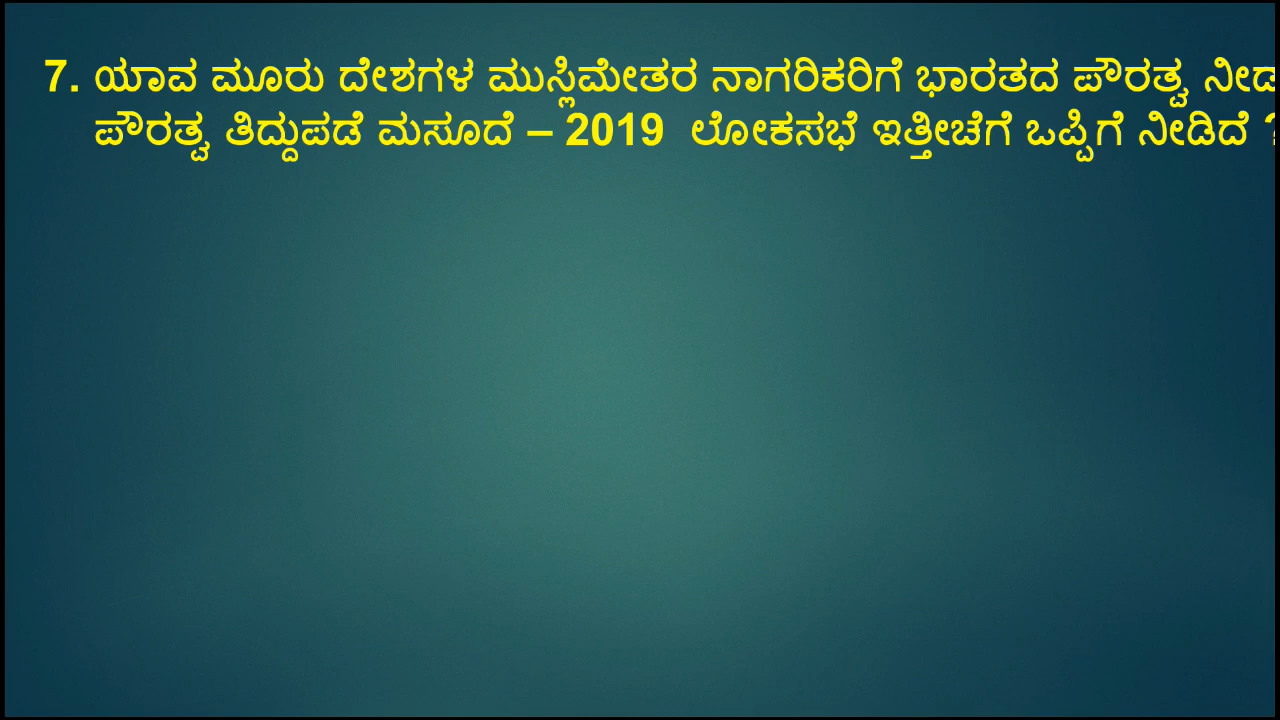 7. ಯಾವ ಮೂರು ದೇಶಗಳ ಮುಸ್ಲಿಮೇತರ ನಾಗರಿಕರಿಗೆ ಭಾರತದ ಪೌರತ್ವ
ಪೌರತ್ವ ತಿದ್ದುಪಡೆ ಮಸೂದೆ – 2019 ಲೋಕಸಭೆ ಇತ್ತೀಚೆಗೆ ಒಪ್ಪಿಗೆ ನೀಡಿದೆ ?